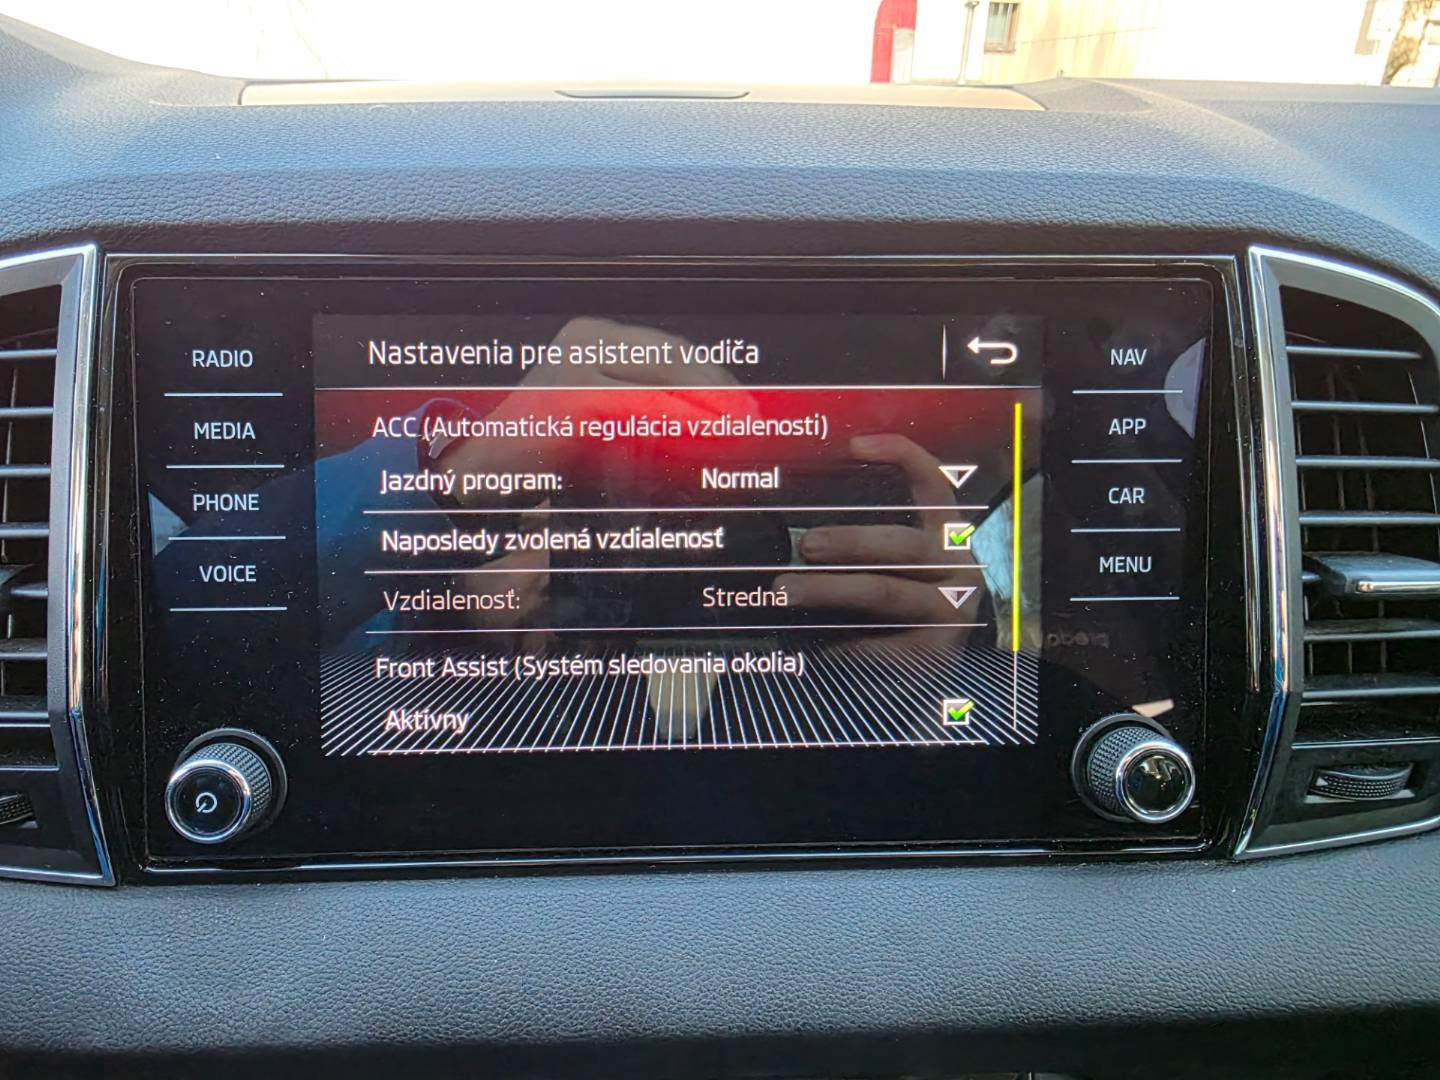 Nastavenia pre asistent vodiča
RADIO
MEDIA
PHONE
VOICE
ACC (Automatická regulácia vzdialenosti)
Jazdný program: Normal
Naposledy zvolená vzdialenosť
Vzdialenosť: Stredná
Front Assist (Systém sledovania okolia)
Aktívny
NAV
APP
CAR
MENU